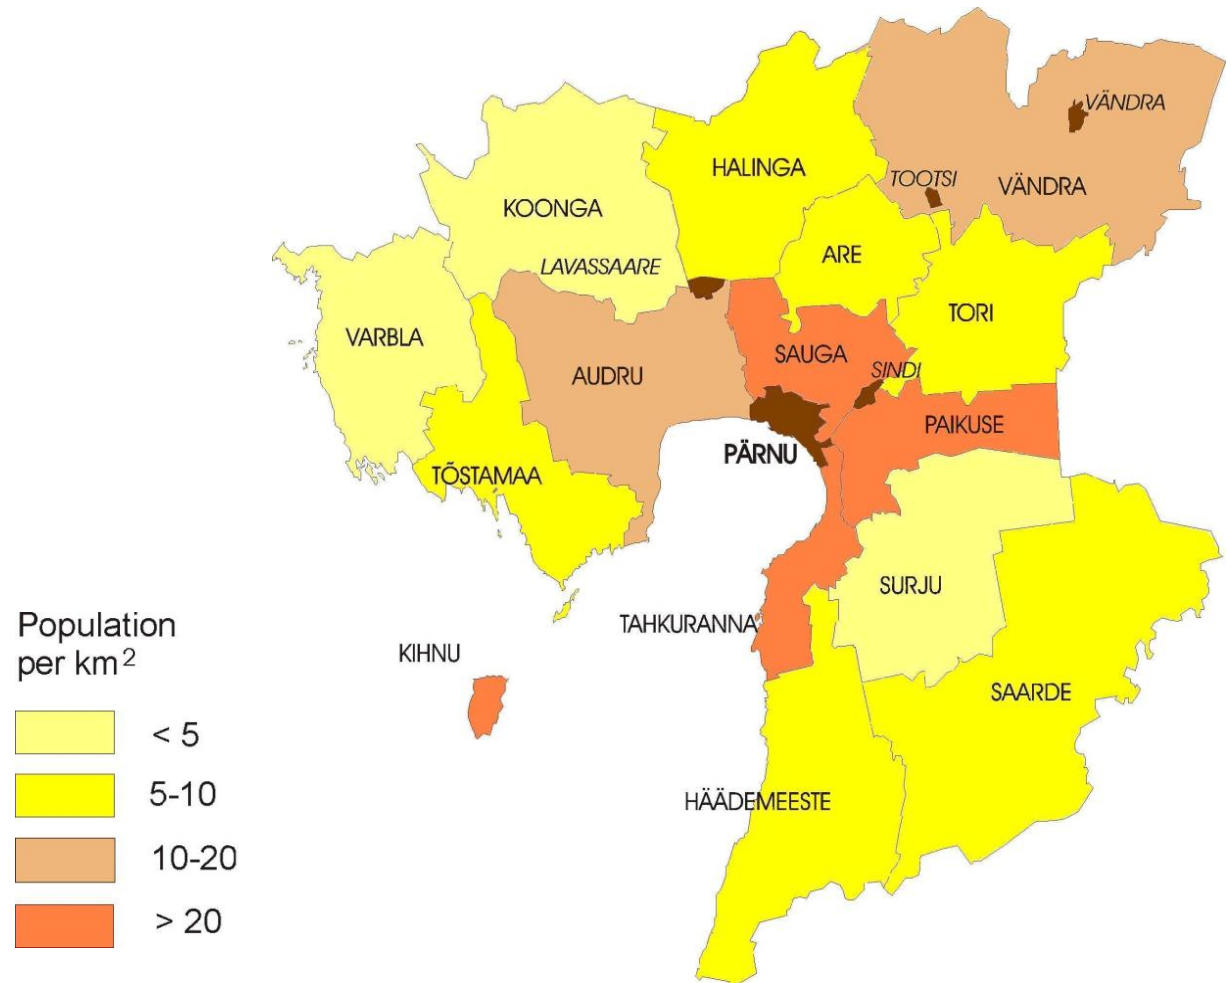 VÄNDRA
HALINGA
TOOTSI
VÄNDRA
KOONGA
ARE
LAVASSAARE
TORI
VARBLA
SAUGA
AUDRU
SINDI
PAIKUSE
PÄRNU
TÕSTAMAA
SURJU
TAHKURANNA
KIHNU
SAARDE
HÄÄDEMEESTE
Population
per km²
< 5
5-10
10-20
> 20